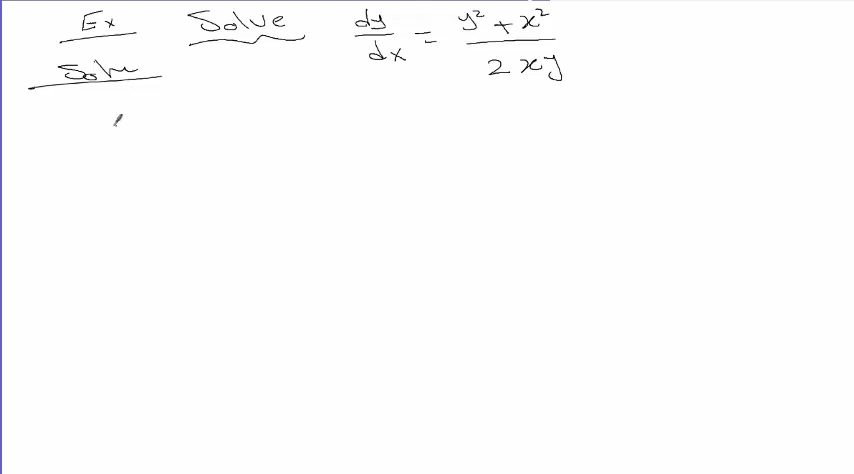 Ex Solve dy/dx = y² + x² / 2xy
Soln